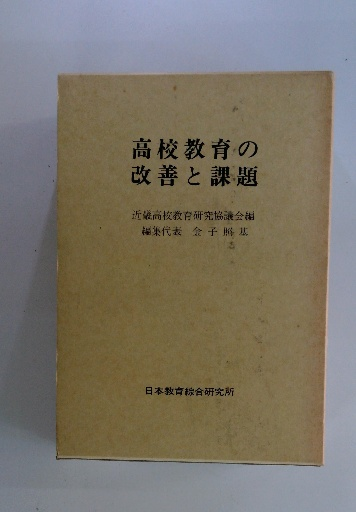 高校教育の
改善と課題
近畿高校教育研究協議会編
編集代表 金子照基
日本教育綜合研究所